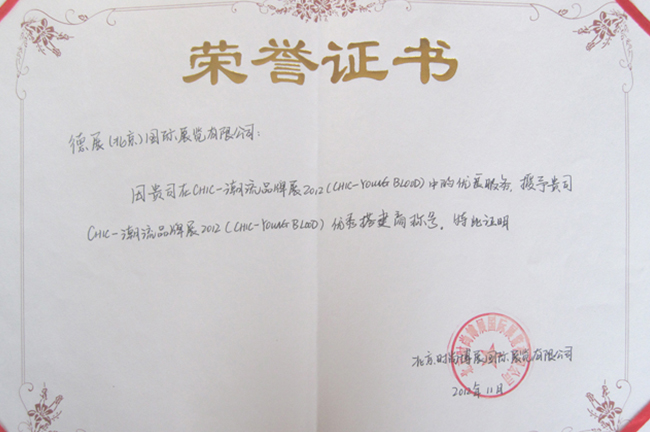 荣誉证书
德展(北京)国际展览有限公司:
因贵司在CHIC-潮流品牌展2012(CHIC-YOUNG BLOOD)中的优质服务,授予贵司
CHIC-潮流品牌展2012(CHIC-YOUNG BLOOD)优秀搭建商称号,特此证明
北京时尚博展国际展览有限公司
2012年11月